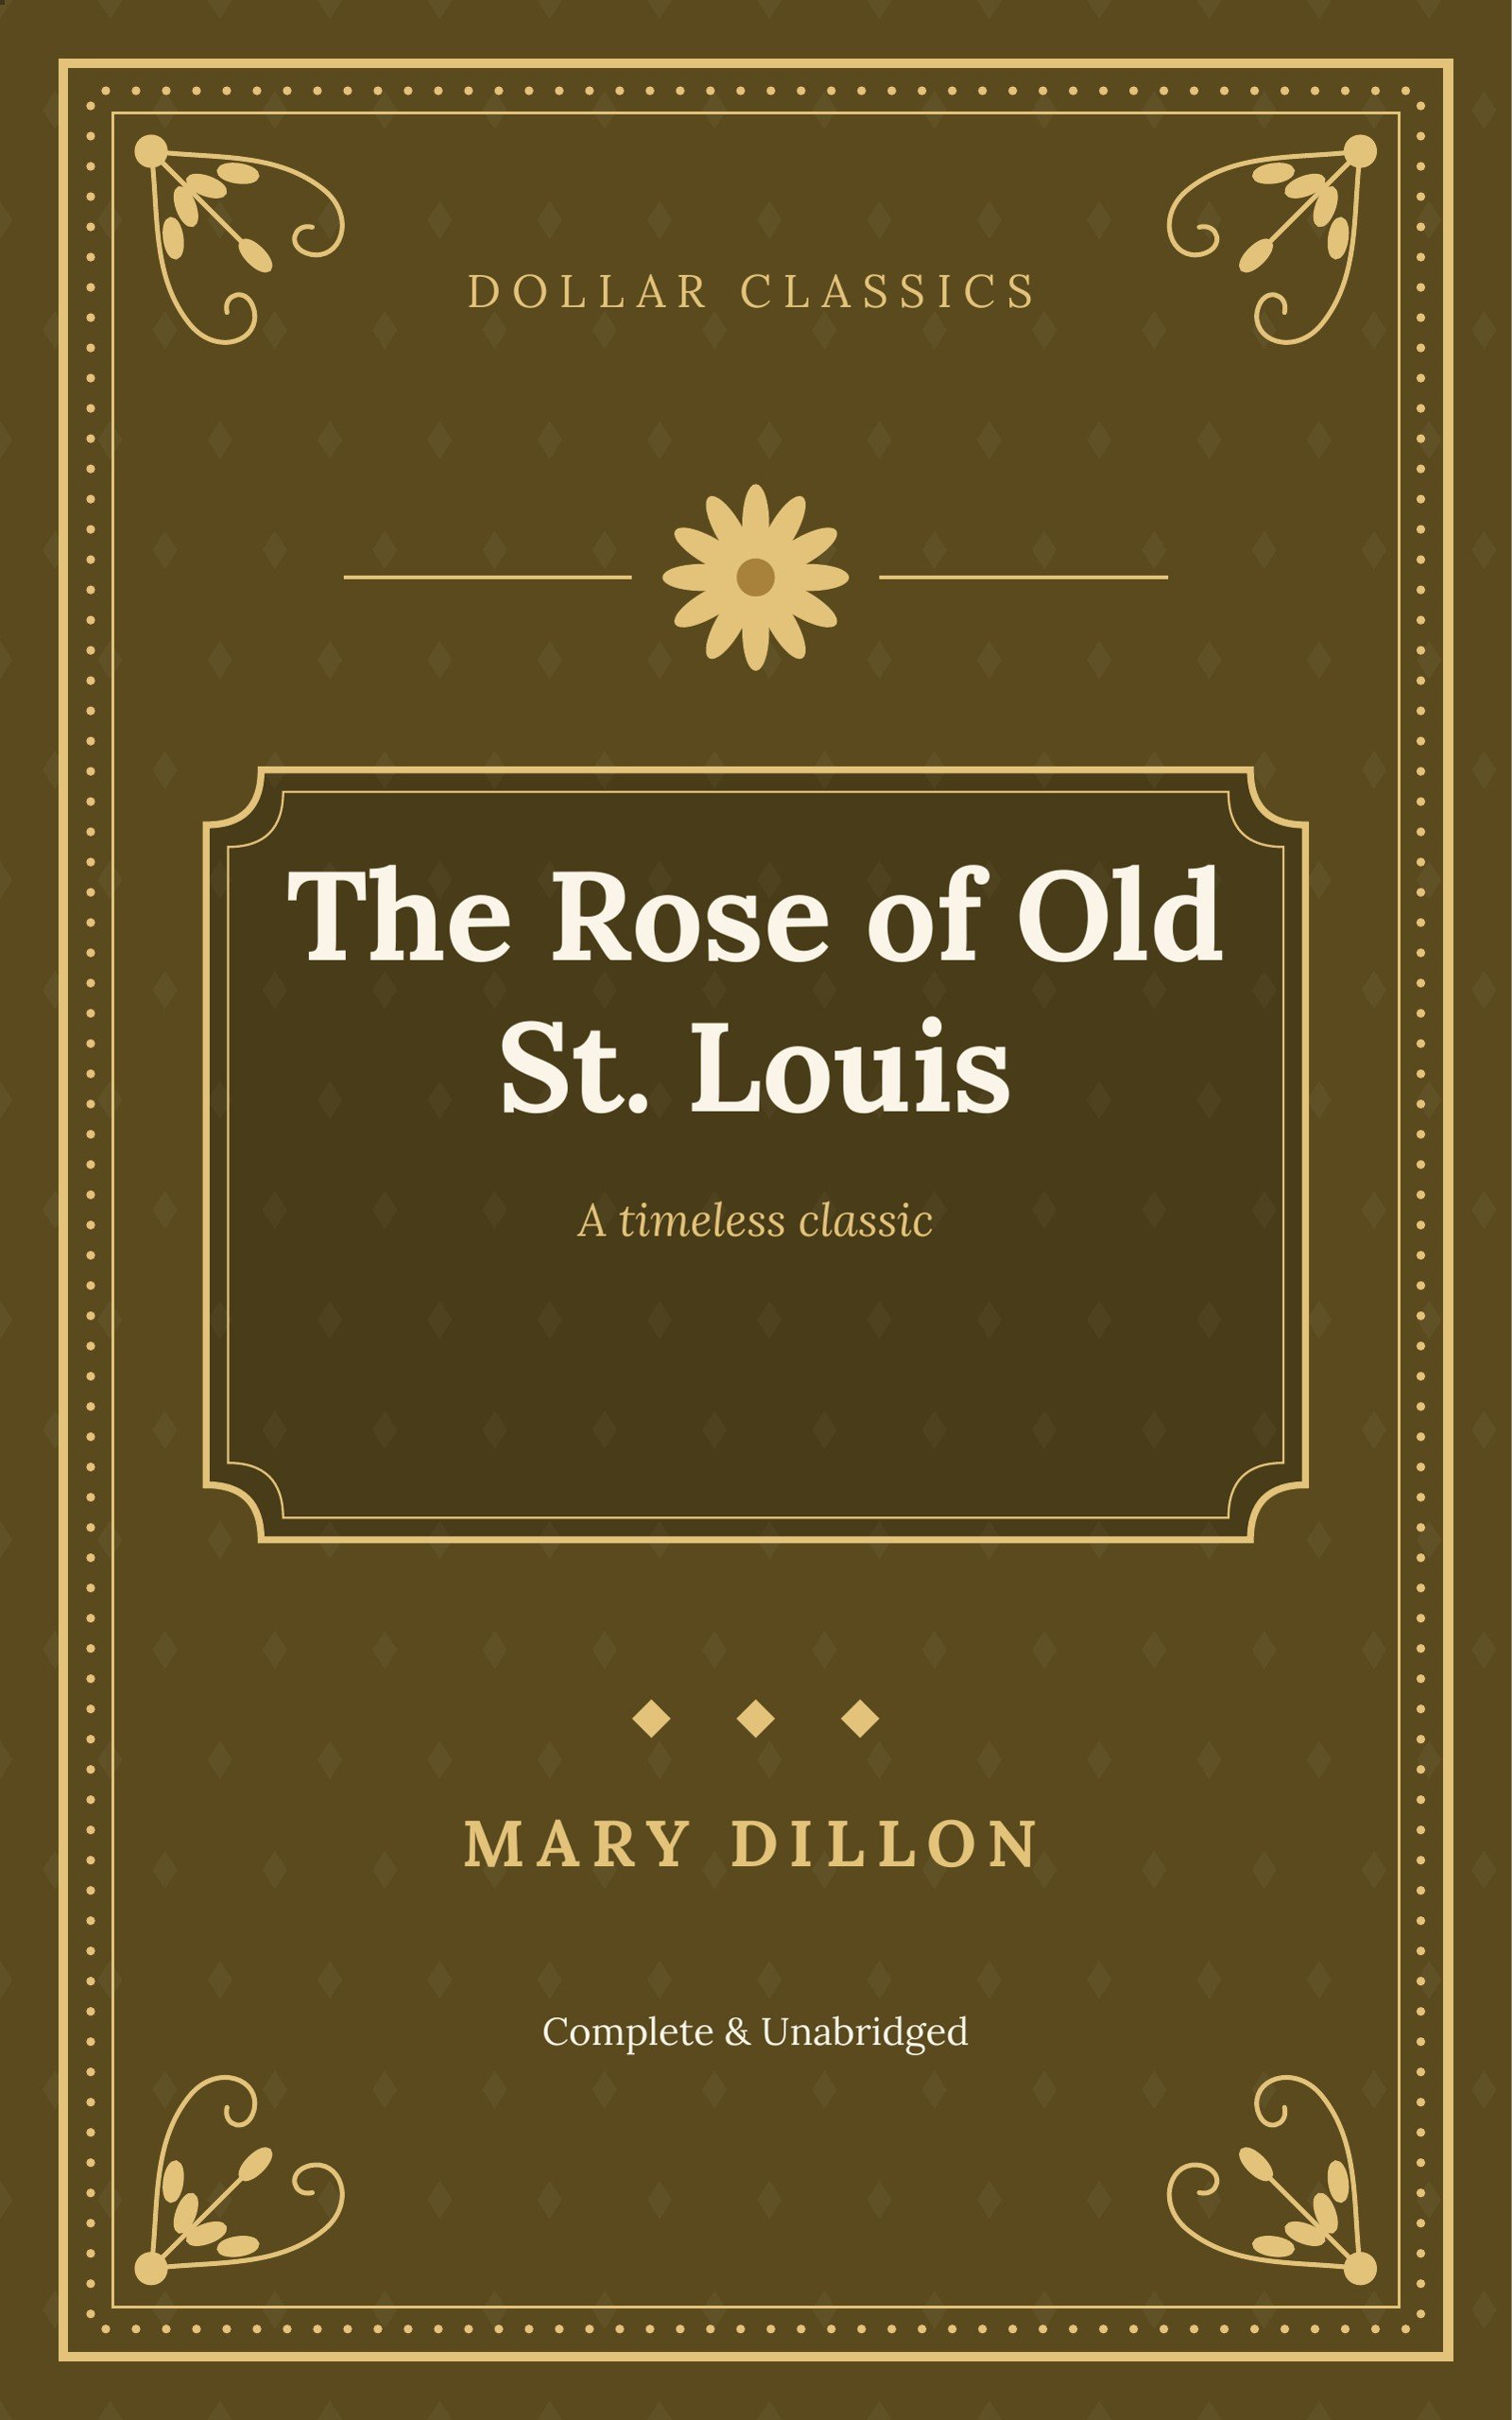 DOLLAR CLASSICS
The Rose of Old
St. Louis
A timeless classic
MARY DILLON
Complete & Unabridged